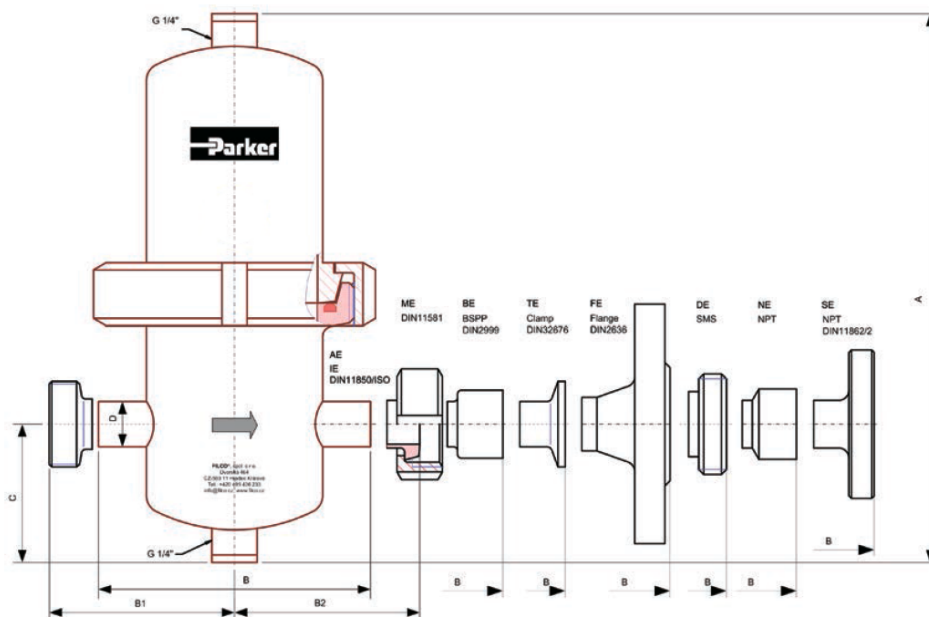 G 1/4"
A
Parker
ME
DIN11581
BE
BSPP
DIN2999
TE
Clamp
DIN32676
FE
Flange
DIN2636
DE
SMS
NE
NPT
SE
NPT
DIN11862/2
AE
IE
DIN11850/ISO
D
C
G 1/4"
B
B1
B2
B
B
B
B
B
B